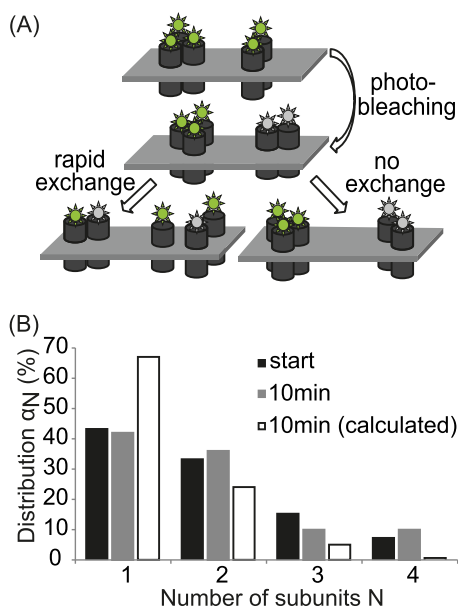 (A)
photo-
bleaching
rapid
exchange
no
exchange
(B)
Distribution αN (%)
70
60
50
40
30
20
10
0
start
10min
10min (calculated)
1 2 3 4
Number of subunits N